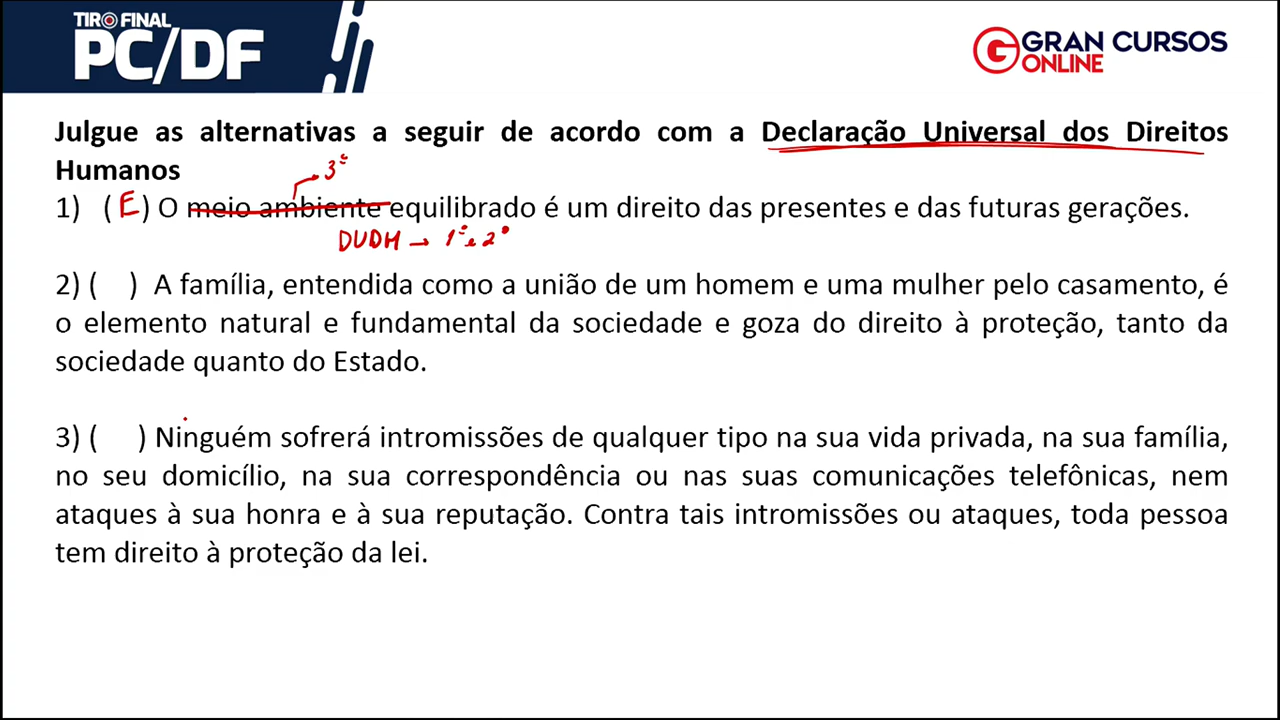 TIRO FINAL
PC/DF
GRAN CURSOS
ONLINE
Julgue as alternativas a seguir de acordo com a Declaração Universal dos Direitos
Humanos
3ª
1) (E) O meio ambiente equilibrado é um direito das presentes e das futuras gerações.
DUDH → 1ª e 2ª
2) ( ) A família, entendida como a união de um homem e uma mulher pelo casamento, é
o elemento natural e fundamental da sociedade e goza do direito à proteção, tanto da
sociedade quanto do Estado.
3) ( ) Ninguém sofrerá intromissões de qualquer tipo na sua vida privada, na sua família,
no seu domicílio, na sua correspondência ou nas suas comunicações telefônicas, nem
ataques à sua honra e à sua reputação. Contra tais intromissões ou ataques, toda pessoa
tem direito à proteção da lei.